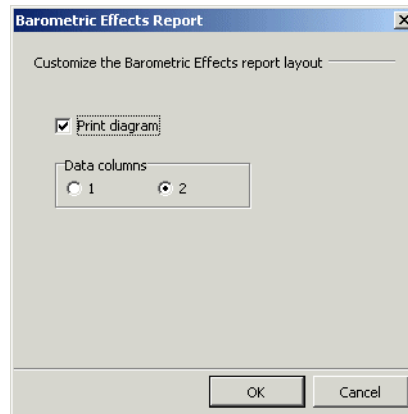 Barometric Effects Report
Customize the Barometric Effects report layout
Print diagram
Data columns
1 2
OK Cancel